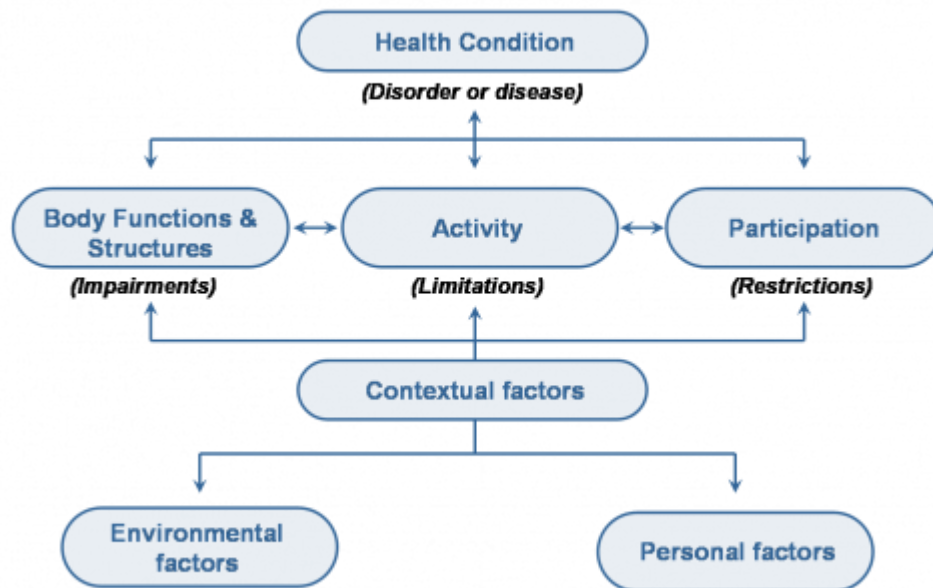 Health Condition
(Disorder or disease)
Body Functions &
Structures
Activity
Participation
(Impairments)
(Limitations)
(Restrictions)
Contextual factors
Environmental
factors
Personal factors